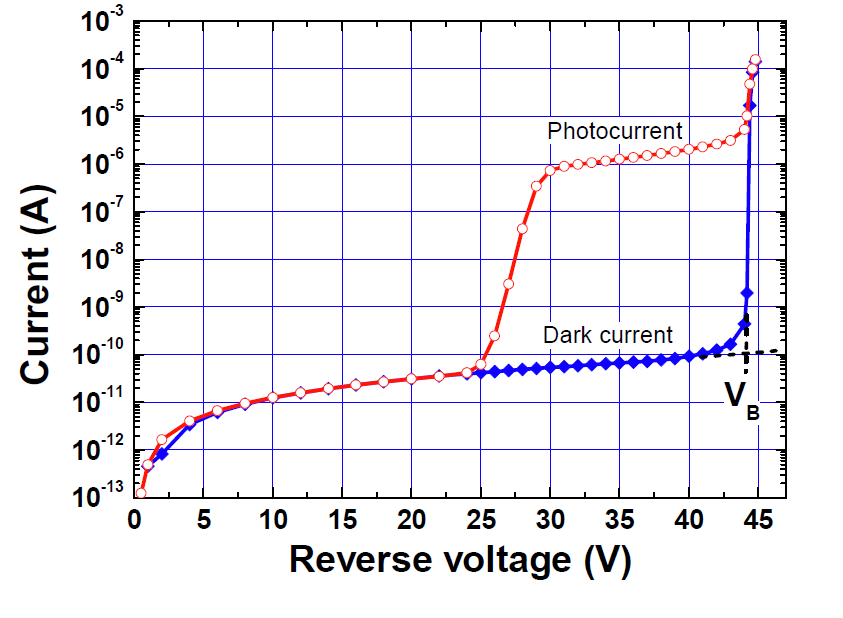 10⁻³
10⁻⁴
10⁻⁵
10⁻⁶
10⁻⁷
10⁻⁸
10⁻⁹
10⁻¹⁰
10⁻¹¹
10⁻¹²
10⁻¹³
Current (A)
Photocurrent
Dark current
V_B
0 5 10 15 20 25 30 35 40 45
Reverse voltage (V)